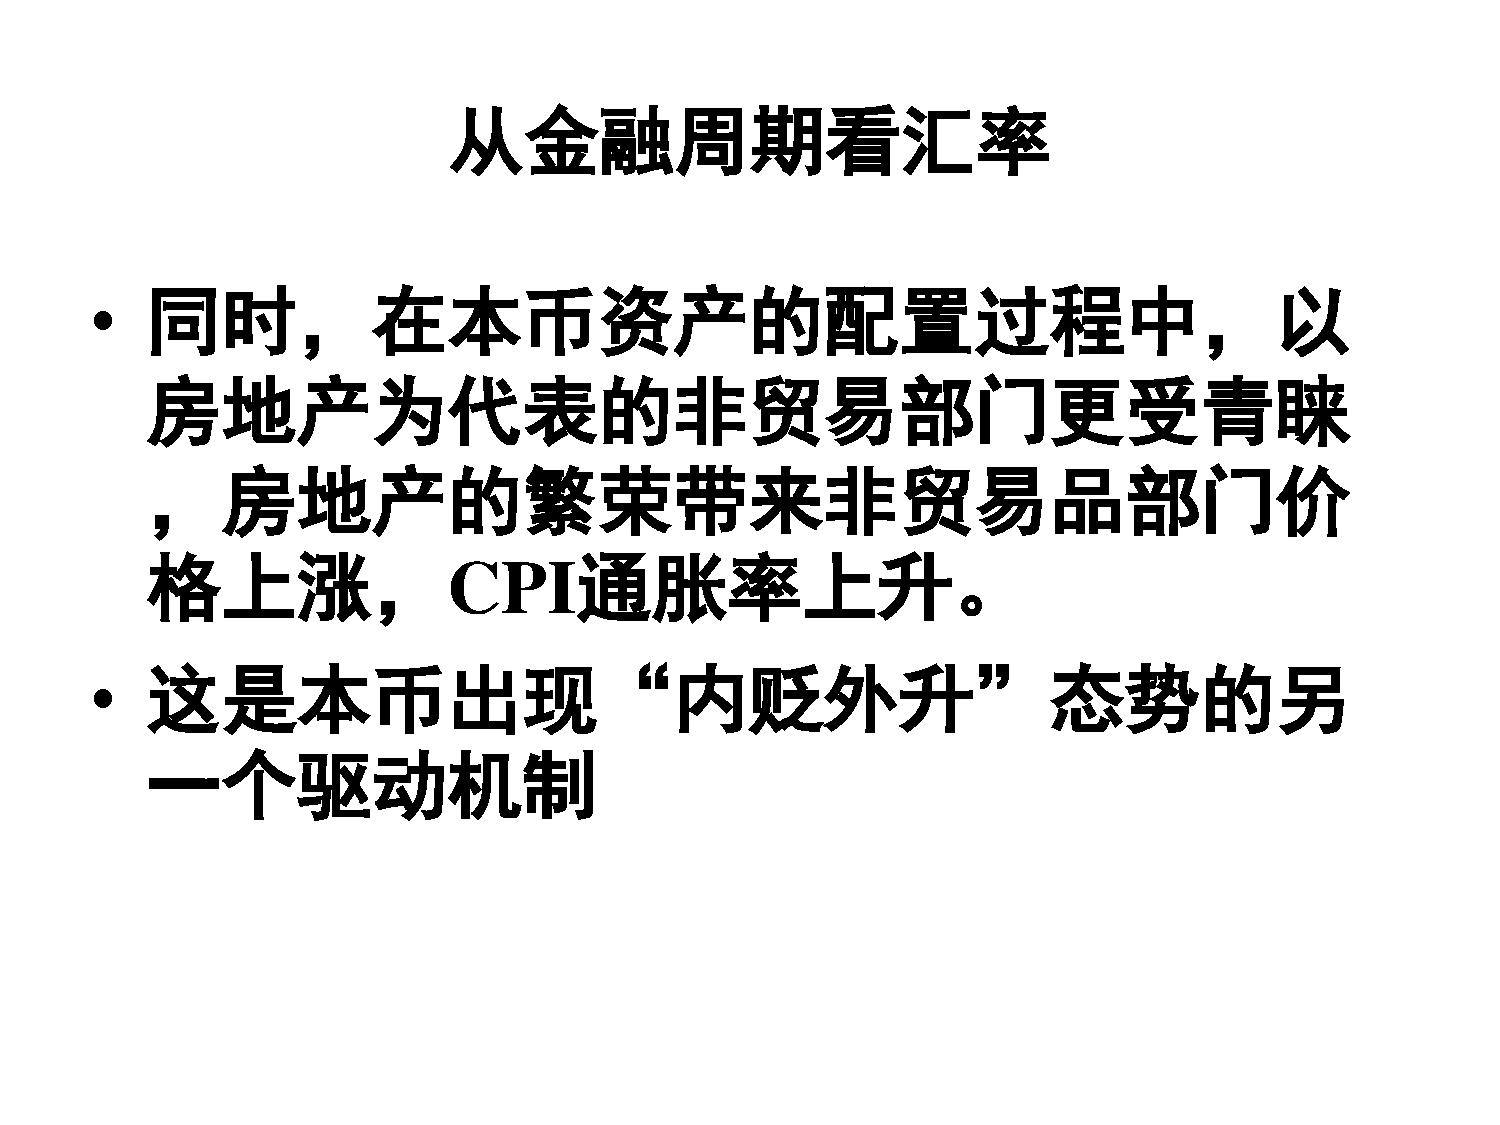 从金融周期看汇率
• 同时，在本币资产的配置过程中，以
房地产为代表的非贸易部门更受青睐
，房地产的繁荣带来非贸易品部门价
格上涨，CPI通胀率上升。
• 这是本币出现“内贬外升”态势的另
一个驱动机制